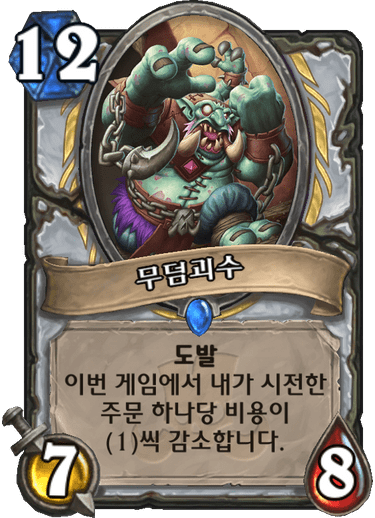 12
무덤괴수
도발
이번 게임에서 내가 시전한
주문 하나당 비용이
(1)씩 감소합니다.
7
8